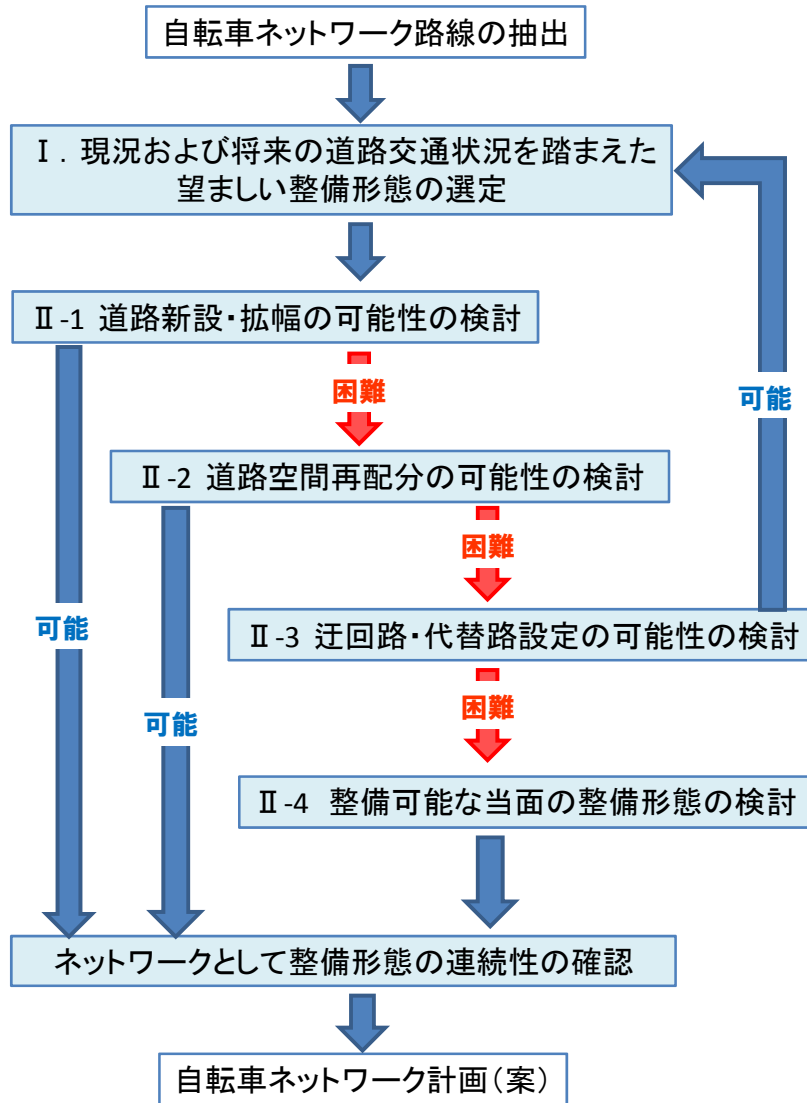 自転車ネットワーク路線の抽出
Ⅰ．現況および将来の道路交通状況を踏まえた
望ましい整備形態の選定
Ⅱ-1 道路新設・拡幅の可能性の検討
困難
可能
Ⅱ-2 道路空間再配分の可能性の検討
困難
可能
Ⅱ-3 迂回路・代替路設定の可能性の検討
困難
可能
Ⅱ-4 整備可能な当面の整備形態の検討
ネットワークとして整備形態の連続性の確認
自転車ネットワーク計画（案）